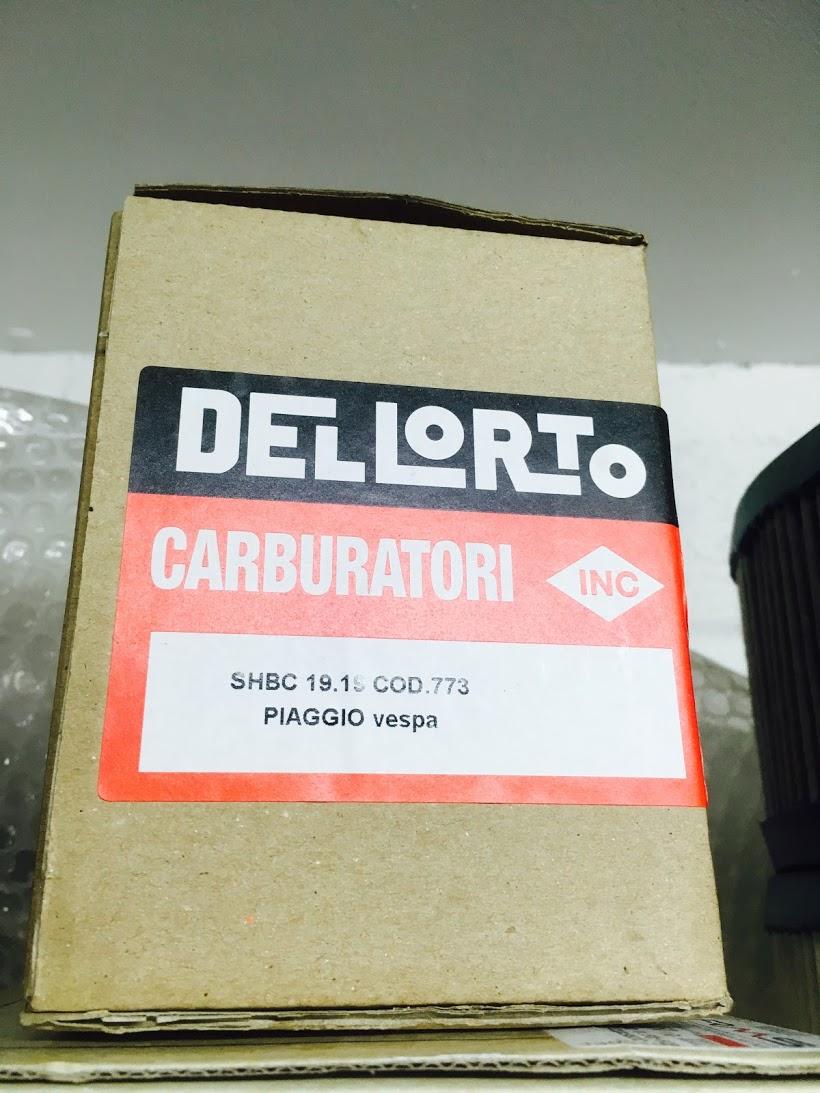 DELLORTO
CARBURATORI INC
SHBC 19.19 COD.773
PIAGGIO vespa